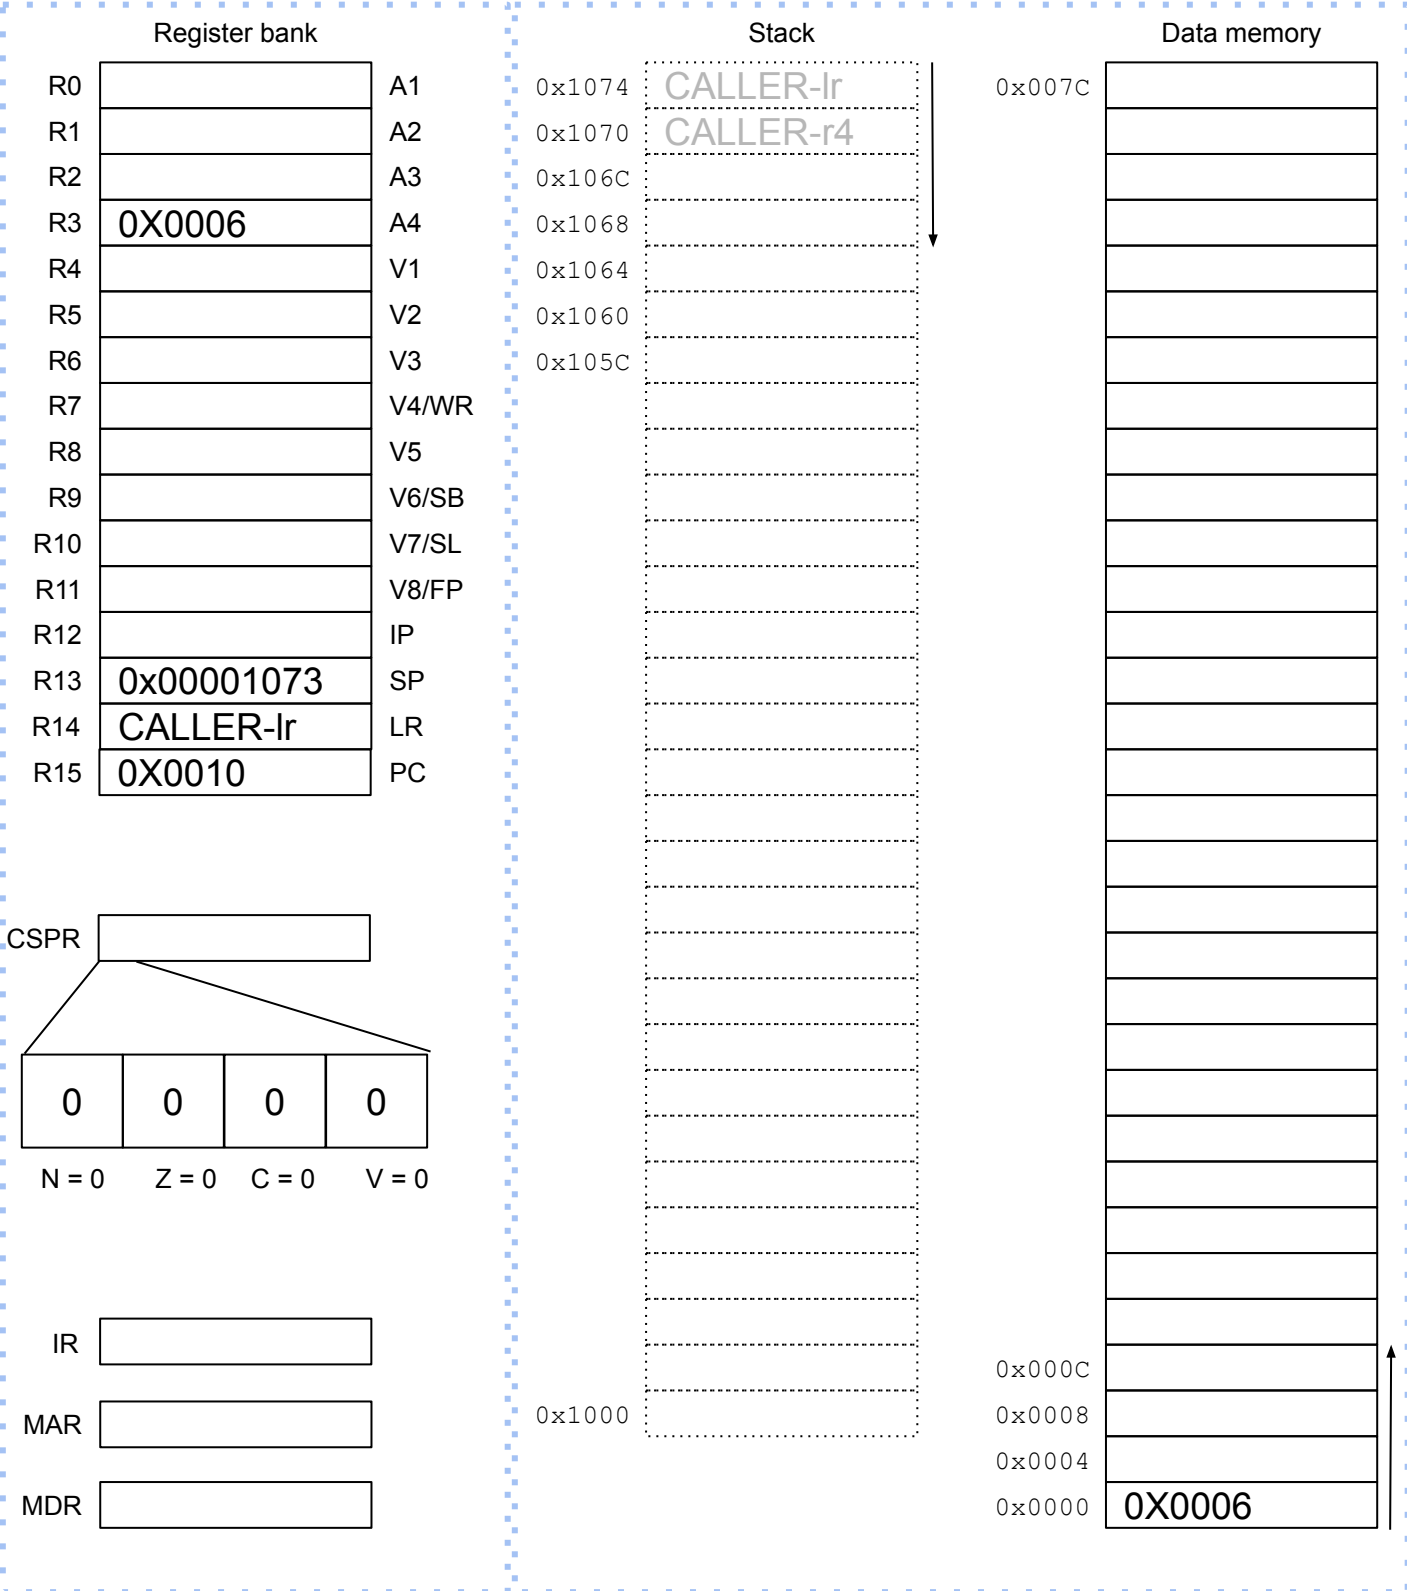 Register bank
Stack
Data memory
R0 A1
R1 A2
R2 A3
R3 0X0006 A4
R4 V1
R5 V2
R6 V3
R7 V4/WR
R8 V5
R9 V6/SB
R10 V7/SL
R11 V8/FP
R12 IP
R13 0x00001073 SP
R14 CALLER-lr LR
R15 0X0010 PC
CSPR
0 0 0 0
N = 0 Z = 0 C = 0 V = 0
IR
MAR
MDR
0x1074 CALLER-lr
0x1070 CALLER-r4
0x106C
0x1068
0x1064
0x1060
0x105C
0x1000
0x007C
0x000C
0x0008
0x0004
0x0000 0X0006